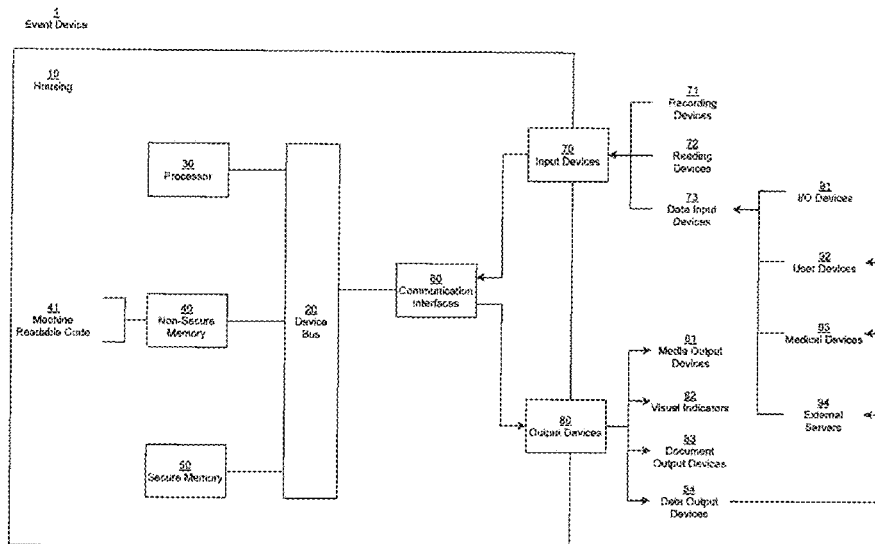 1
Event Device
10
Housing
71
Recording
Devices
70
Input Devices
72
Reading
Devices
30
Processor
73
Data Input
Devices
91
I/O Devices
92
User Devices
60
Communication
Interfaces
41
Machine
Readable Code
40
Non-Secure
Memory
20
Device
Bus
93
Medical Devices
81
Media Output
Devices
82
Visual Indicators
94
External
Servers
80
Output Devices
83
Document
Output Devices
50
Secure Memory
84
Data Output
Devices